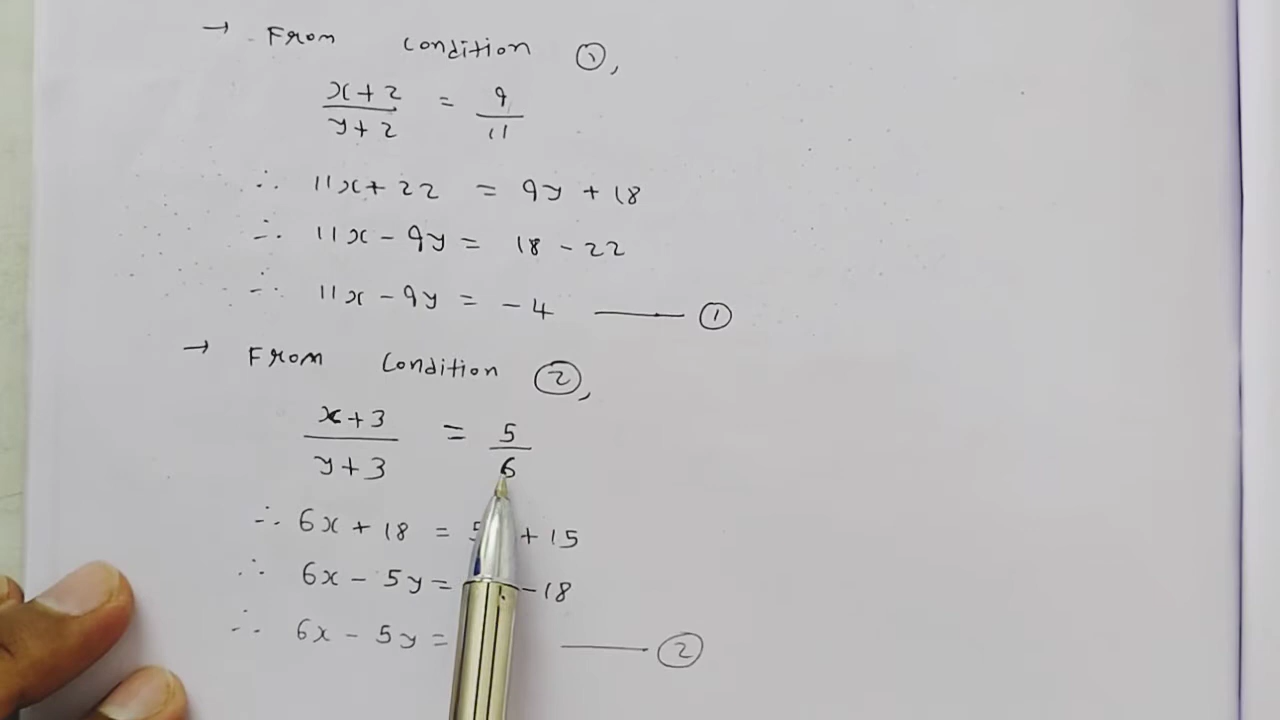 → From condition ①,
x+2 / y+2 = 9 / 11
∴ 11x+22 = 9y+18
∴ 11x-9y = 18-22
∴ 11x-9y = -4 —— ①
→ From condition ②,
x+3 / y+3 = 5 / 6
∴ 6x+18 = 5 +15
∴ 6x-5y = -18
∴ 6x-5y = —— ②